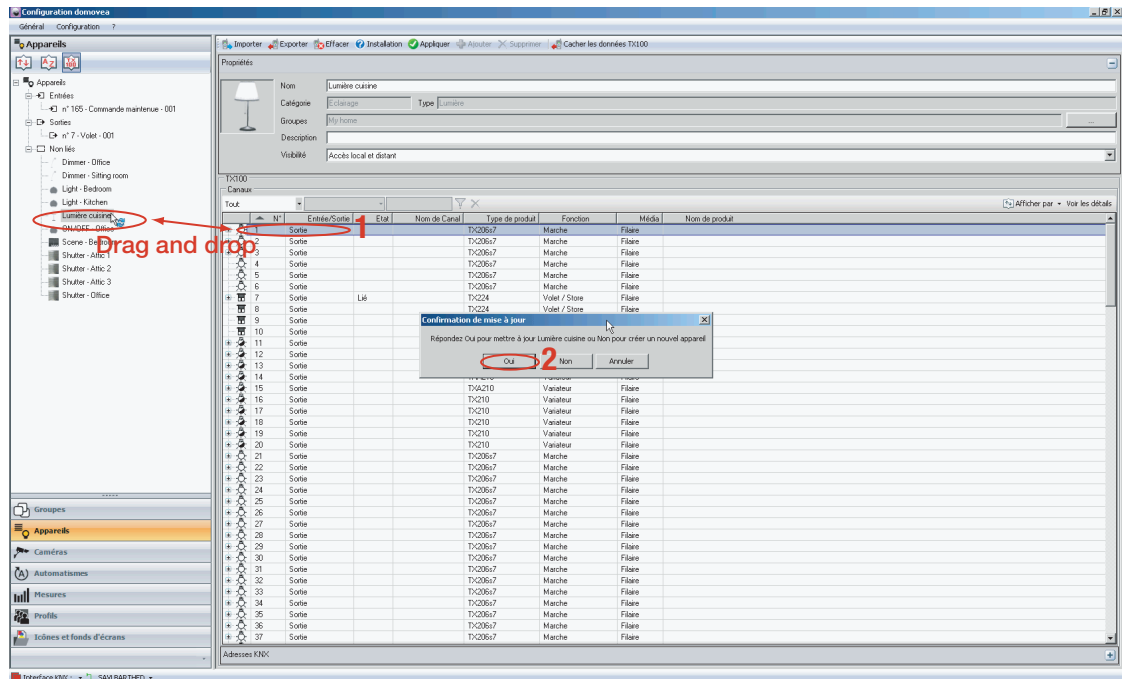 Configuration domovea
Général Configuration ?
Appareils
Importer Exporter Effacer Installation Appliquer Ajouter Supprimer Cacher les données TX100
Appareils
Entrées
n° 165 - Commande maintenue - 001
Sorties
n° 7 - Volet - 001
Non liés
Dimmer - Office
Dimmer - Sitting room
Light - Bedroom
Light - Kitchen
Lumière cuisine
ON/OFF - Office
Scene - Bedroom
Shutter - Attic 1
Shutter - Attic 2
Shutter - Attic 3
Shutter - Office
Drag and drop
Propriétés
Nom Lumière cuisine
Catégorie Eclairage Type Lumière
Groupes My home ...
Description
Visibilité Accès local et distant
TX100
Canaux
Tout Afficher par Voir les détails
N° Entrée/Sortie Etat Nom de Canal Type de produit Fonction Média Nom de produit
1 Sortie TX206s7 Marche Filaire
1
2 Sortie TX206s7 Marche Filaire
3 Sortie TX206s7 Marche Filaire
4 Sortie TX206s7 Marche Filaire
5 Sortie TX206s7 Marche Filaire
6 Sortie TX206s7 Marche Filaire
7 Sortie Lié TX224 Volet / Store Filaire
8 Sortie TX224 Volet / Store Filaire
9 Sortie
10 Sortie
11 Sortie
12 Sortie
13 Sortie
14 Sortie
Confirmation de mise à jour
Répondez Oui pour mettre à jour Lumière cuisine ou Non pour créer un nouvel appareil
Oui 2 Non Annuler
15 Sortie TXA210 Variateur Filaire
16 Sortie TX210 Variateur Filaire
17 Sortie TX210 Variateur Filaire
18 Sortie TX210 Variateur Filaire
19 Sortie TX210 Variateur Filaire
20 Sortie TX210 Variateur Filaire
21 Sortie TX206s7 Marche Filaire
22 Sortie TX206s7 Marche Filaire
23 Sortie TX206s7 Marche Filaire
24 Sortie TX206s7 Marche Filaire
25 Sortie TX206s7 Marche Filaire
26 Sortie TX206s7 Marche Filaire
27 Sortie TX206s7 Marche Filaire
28 Sortie TX206s7 Marche Filaire
29 Sortie TX206s7 Marche Filaire
30 Sortie TX206s7 Marche Filaire
31 Sortie TX206s7 Marche Filaire
32 Sortie TX206s7 Marche Filaire
33 Sortie TX206s7 Marche Filaire
34 Sortie TX206s7 Marche Filaire
35 Sortie TX206s7 Marche Filaire
36 Sortie TX206s7 Marche Filaire
37 Sortie TX206s7 Marche Filaire
Adresses KNX
Groupes
Appareils
Caméras
Automatismes
Mesures
Profils
Icônes et fonds d'écrans
Interface KNX :